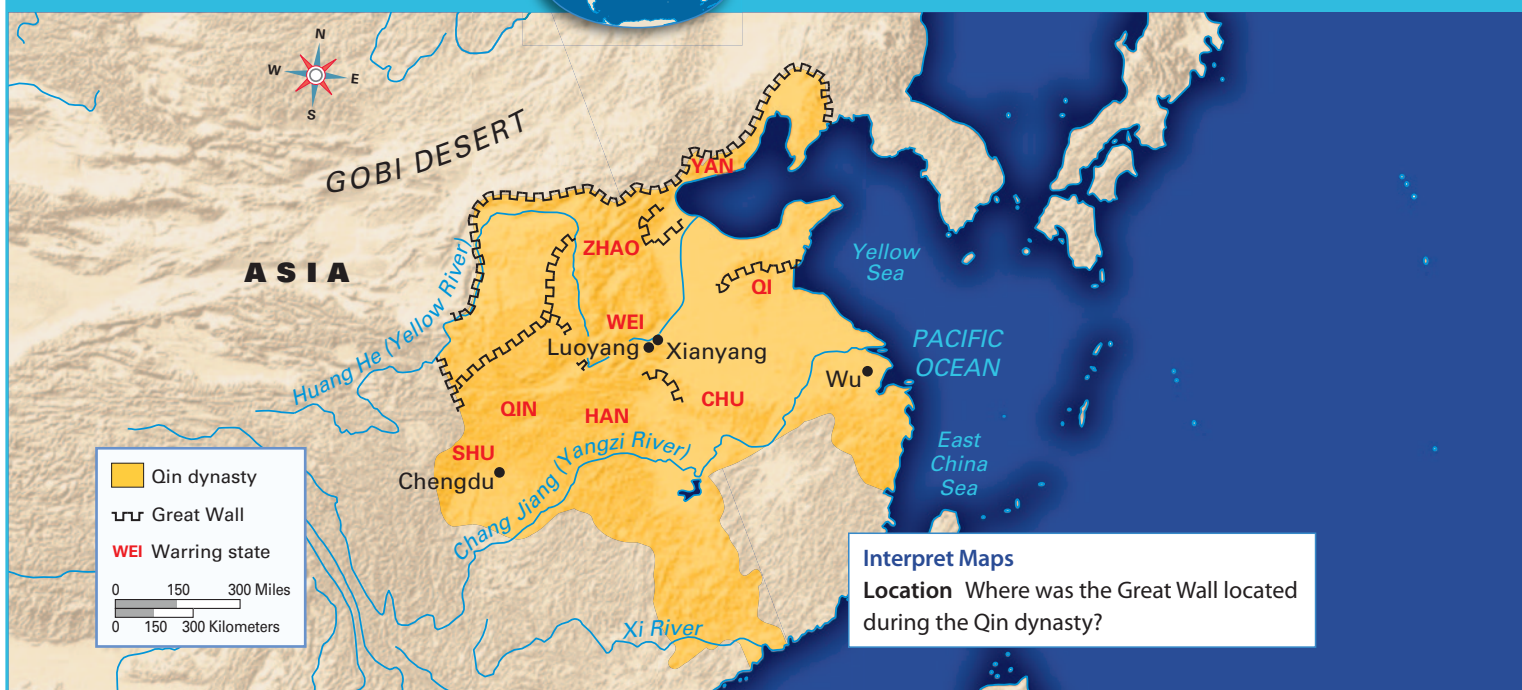 N
W
E
S
GOBI DESERT
YAN
ASIA
ZHAO
Yellow
Sea
QI
Huang He (Yellow River)
WEI
Luoyang
Xianyang
PACIFIC
OCEAN
Wu
QIN
HAN
CHU
SHU
Chengdu
Chang Jiang (Yangzi River)
East
China
Sea
Xi River
Qin dynasty
Great Wall
WEI Warring state
0 150 300 Miles
0 150 300 Kilometers
Interpret Maps
Location Where was the Great Wall located
during the Qin dynasty?